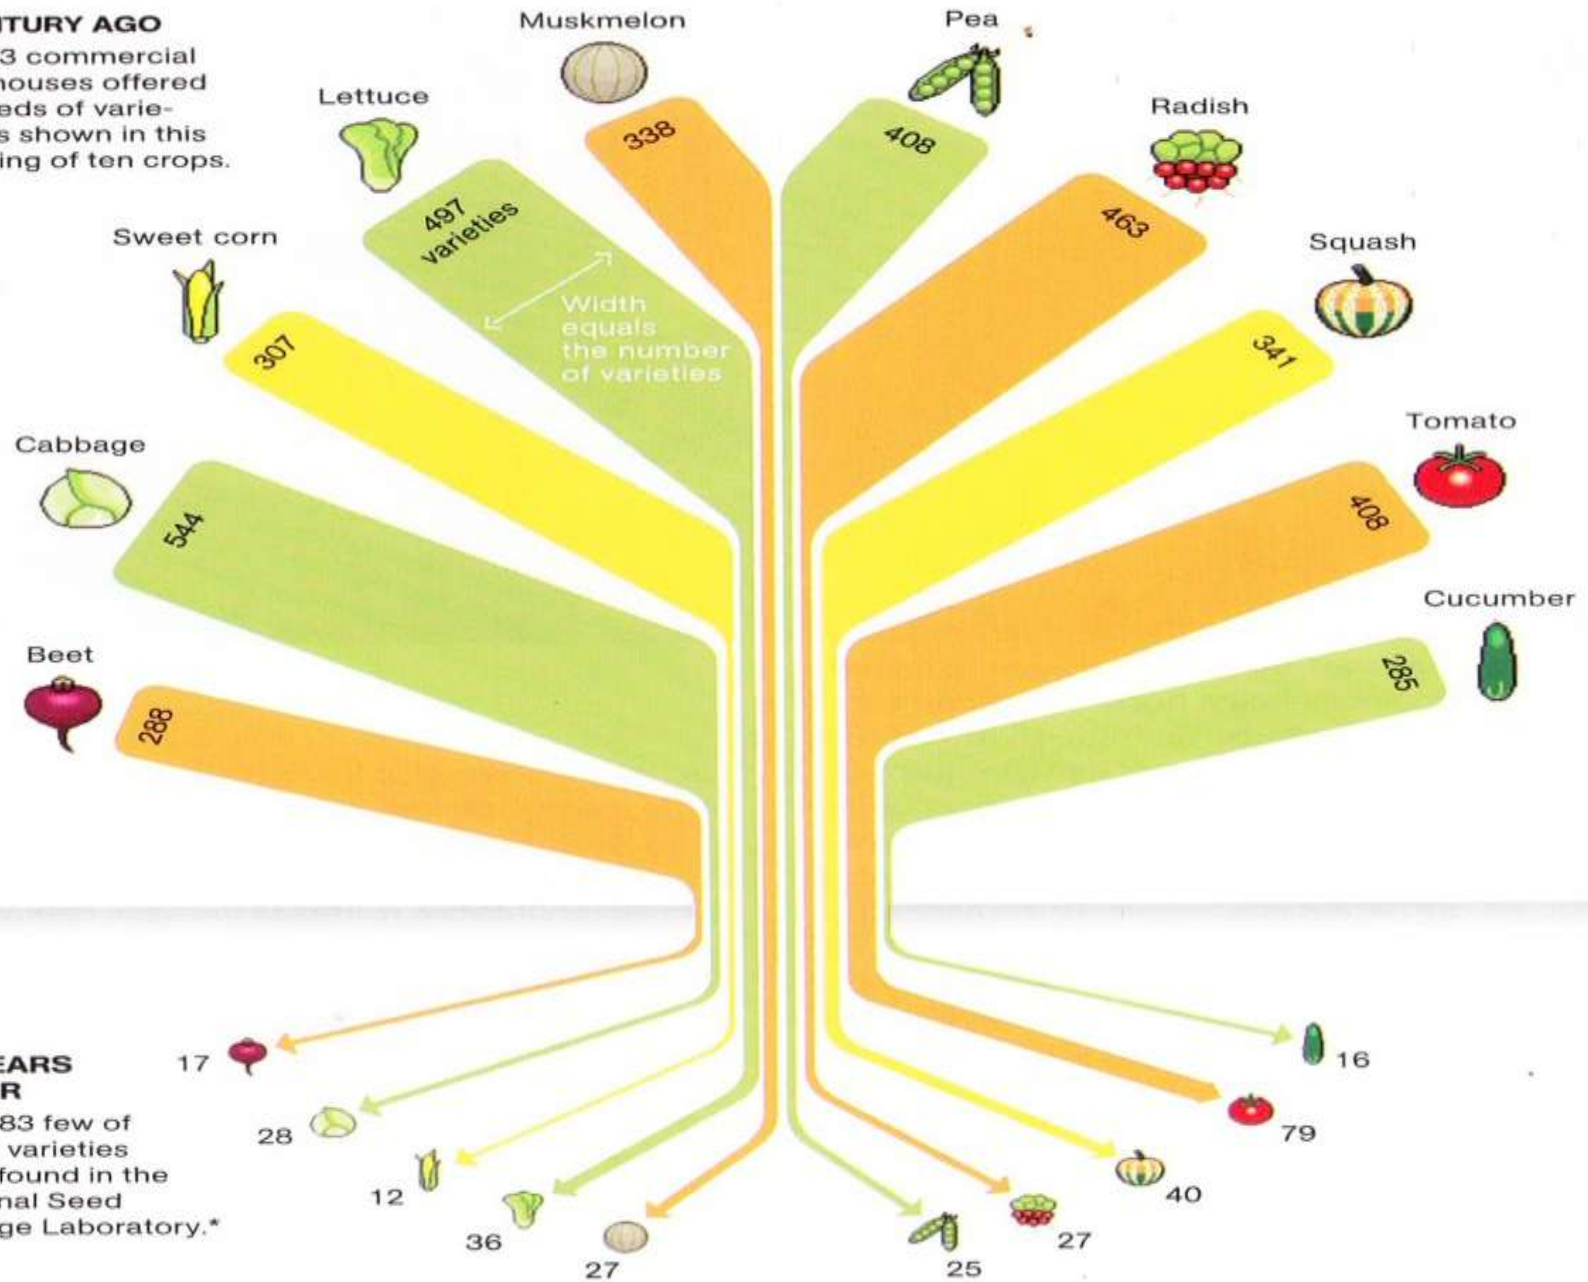 NTURY AGO
3 commercial
houses offered
eds of varie-
s shown in this
ing of ten crops.
Muskmelon
338
Pea
408
Lettuce
497
varieties
Width
equals
the number
of varieties
Radish
463
Sweet corn
307
Squash
341
Cabbage
544
Tomato
408
Beet
288
Cucumber
285
EARS
R
83 few of
varieties
found in the
nal Seed
ge Laboratory.*
17
28
12
36
27
25
27
40
79
16